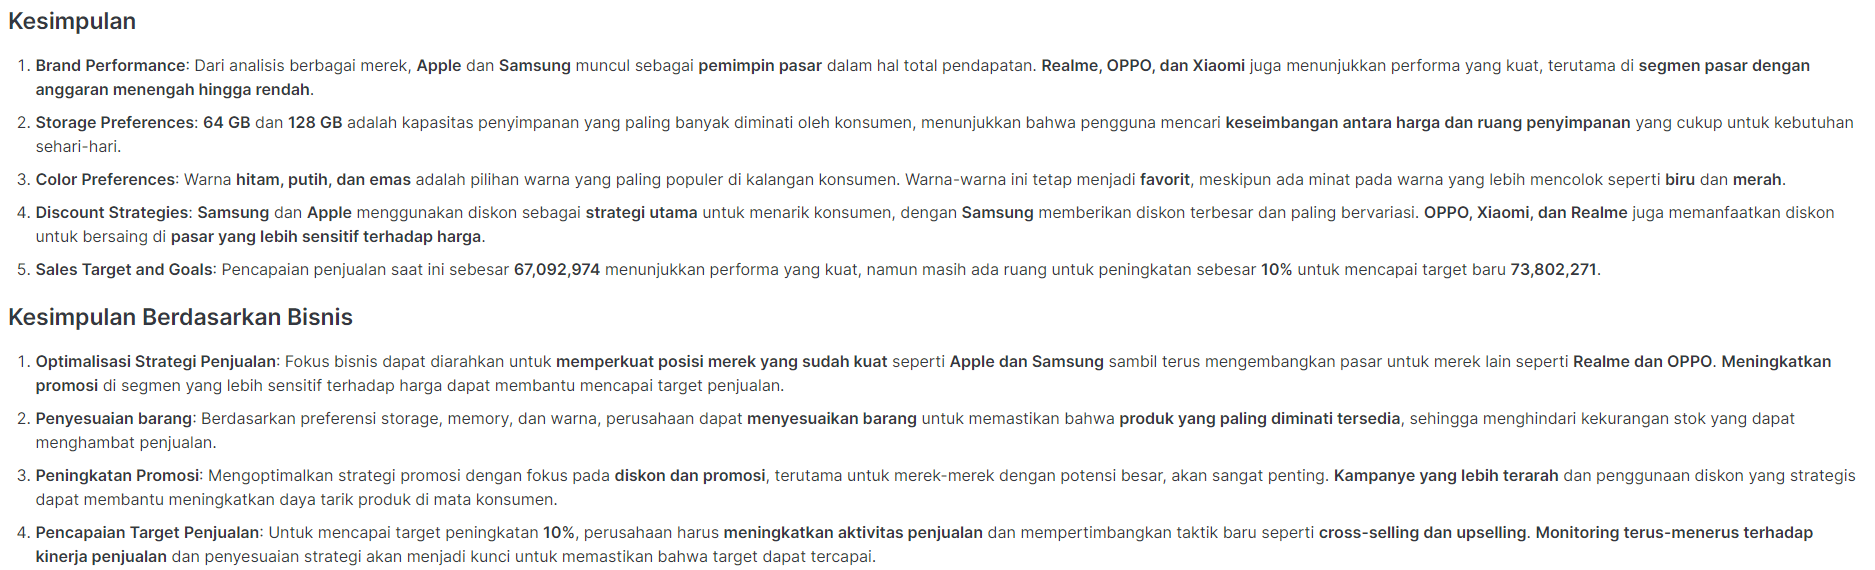 Kesimpulan
1. Brand Performance: Dari analisis berbagai merek, Apple dan Samsung muncul sebagai pemimpin pasar dalam hal total pendapatan. Realme, OPPO, dan Xiaomi juga menunjukkan performa yang kuat, terutama di segmen pasar dengan
anggaran menengah hingga rendah.
2. Storage Preferences: 64 GB dan 128 GB adalah kapasitas penyimpanan yang paling banyak diminati oleh konsumen, menunjukkan bahwa pengguna mencari keseimbangan antara harga dan ruang penyimpanan yang cukup untuk kebutuhan
sehari-hari.
3. Color Preferences: Warna hitam, putih, dan emas adalah pilihan warna yang paling populer di kalangan konsumen. Warna-warna ini tetap menjadi favorit, meskipun ada minat pada warna yang lebih mencolok seperti biru dan merah.
4. Discount Strategies: Samsung dan Apple menggunakan diskon sebagai strategi utama untuk menarik konsumen, dengan Samsung memberikan diskon terbesar dan paling bervariasi. OPPO, Xiaomi, dan Realme juga memanfaatkan diskon
untuk bersaing di pasar yang lebih sensitif terhadap harga.
5. Sales Target and Goals: Pencapaian penjualan saat ini sebesar 67,092,974 menunjukkan performa yang kuat, namun masih ada ruang untuk peningkatan sebesar 10% untuk mencapai target baru 73,802,271.
Kesimpulan Berdasarkan Bisnis
1. Optimalisasi Strategi Penjualan: Fokus bisnis dapat diarahkan untuk memperkuat posisi merek yang sudah kuat seperti Apple dan Samsung sambil terus mengembangkan pasar untuk merek lain seperti Realme dan OPPO. Meningkatkan
promosi di segmen yang lebih sensitif terhadap harga dapat membantu mencapai target penjualan.
2. Penyesuaian barang: Berdasarkan preferensi storage, memory, dan warna, perusahaan dapat menyesuaikan barang untuk memastikan bahwa produk yang paling diminati tersedia, sehingga menghindari kekurangan stok yang dapat
menghambat penjualan.
3. Peningkatan Promosi: Mengoptimalkan strategi promosi dengan fokus pada diskon dan promosi, terutama untuk merek-merek dengan potensi besar, akan sangat penting. Kampanye yang lebih terarah dan penggunaan diskon yang strategis
dapat membantu meningkatkan daya tarik produk di mata konsumen.
4. Pencapaian Target Penjualan: Untuk mencapai target peningkatan 10%, perusahaan harus meningkatkan aktivitas penjualan dan mempertimbangkan taktik baru seperti cross-selling dan upselling. Monitoring terus-menerus terhadap
kinerja penjualan dan penyesuaian strategi akan menjadi kunci untuk memastikan bahwa target dapat tercapai.